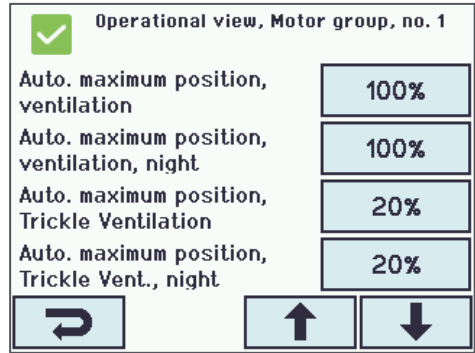 Operational view, Motor group, no. 1
Auto. maximum position,
ventilation
100%
Auto. maximum position,
ventilation, night
100%
Auto. maximum position,
Trickle Ventilation
20%
Auto. maximum position,
Trickle Vent., night
20%